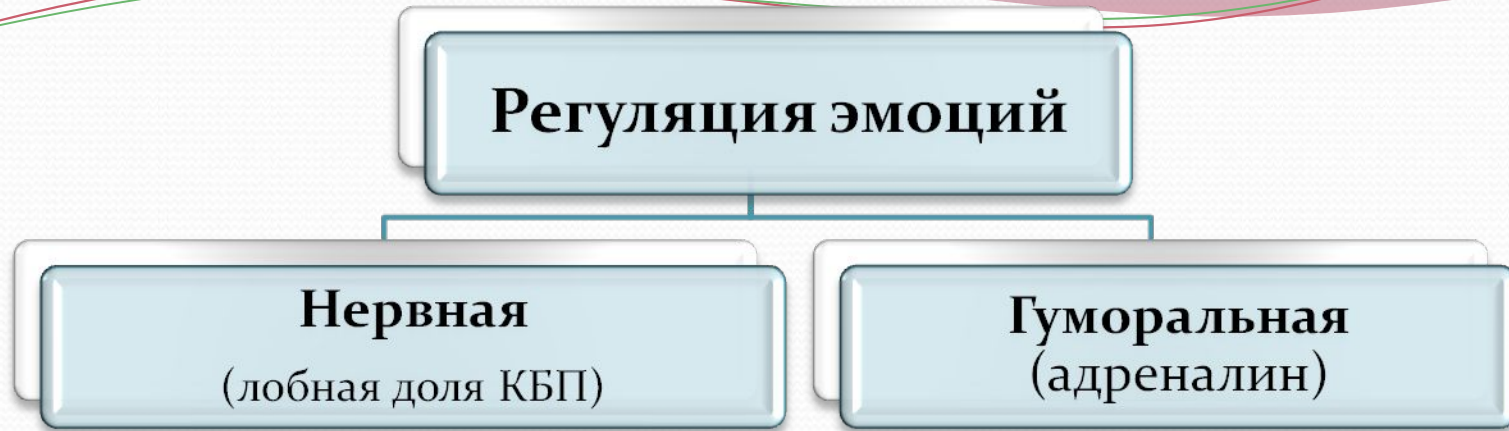 Регуляция эмоций
Нервная
(лобная доля КБП)
Гуморальная
(адреналин)